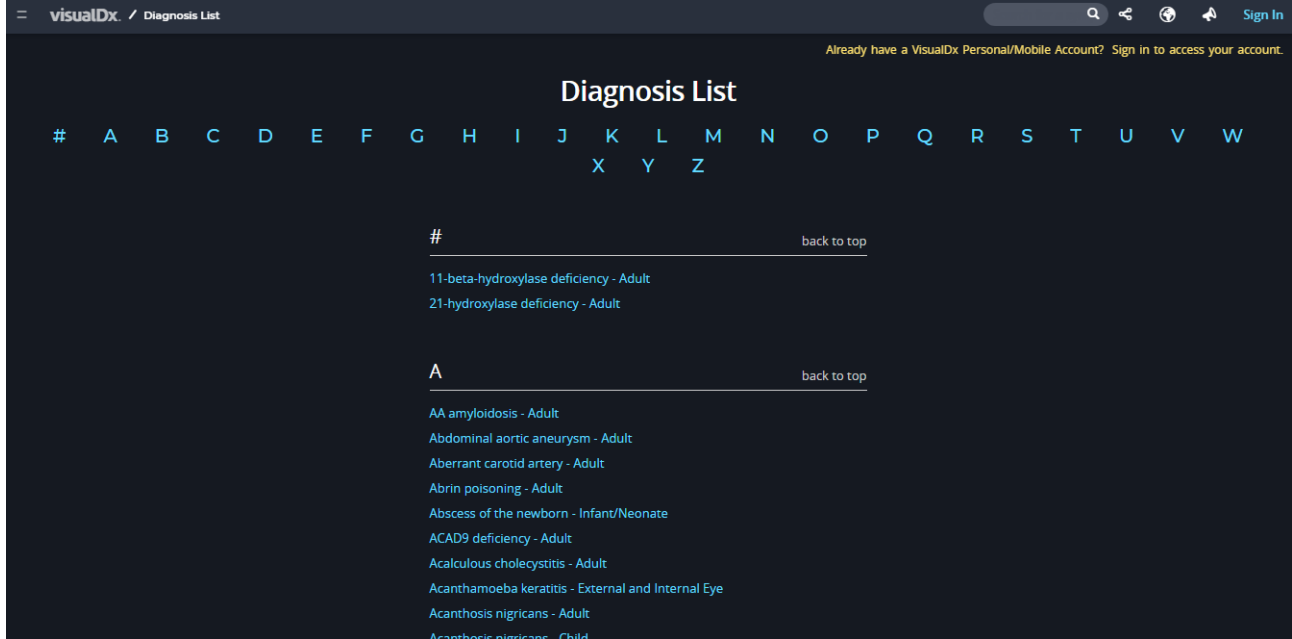 visualDx. / Diagnosis List
Sign In
Already have a VisualDx Personal/Mobile Account? Sign in to access your account.
Diagnosis List
# A B C D E F G H I J K L M N O P Q R S T U V W
X Y Z
# back to top
11-beta-hydroxylase deficiency - Adult
21-hydroxylase deficiency - Adult
A back to top
AA amyloidosis - Adult
Abdominal aortic aneurysm - Adult
Aberrant carotid artery - Adult
Abrin poisoning - Adult
Abscess of the newborn - Infant/Neonate
ACAD9 deficiency - Adult
Acalculous cholecystitis - Adult
Acanthamoeba keratitis - External and Internal Eye
Acanthosis nigricans - Adult
Acanthosis nigricans - Child